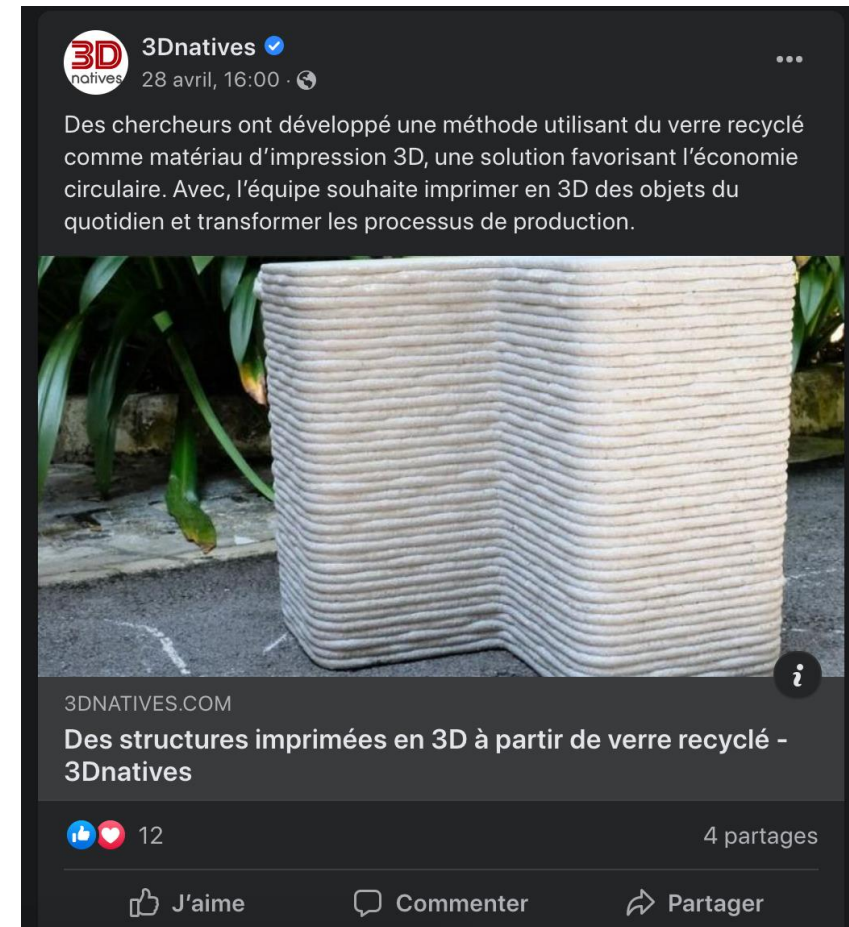 3D
natives
3Dnatives
28 avril, 16:00 ·
Des chercheurs ont développé une méthode utilisant du verre recyclé
comme matériau d’impression 3D, une solution favorisant l’économie
circulaire. Avec, l’équipe souhaite imprimer en 3D des objets du
quotidien et transformer les processus de production.
i
3DNATIVES.COM
Des structures imprimées en 3D à partir de verre recyclé -
3Dnatives
12
4 partages
J’aime
Commenter
Partager